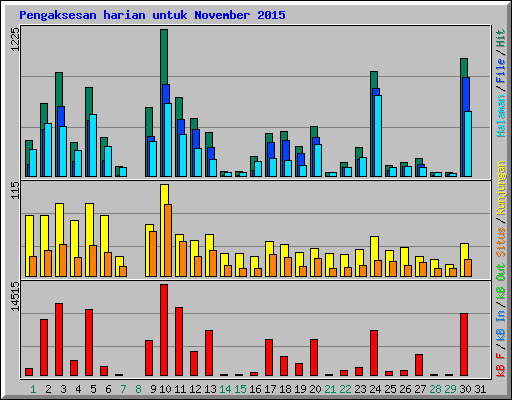 Pengaksesan harian untuk November 2015
1225
Halaman / File / Hit
115
kB F / kB In / kB Out Situs / Kunjungan
14515
1 2 3 4 5 6 7 8 9 10 11 12 13 14 15 16 17 18 19 20 21 22 23 24 25 26 27 28 29 30 31